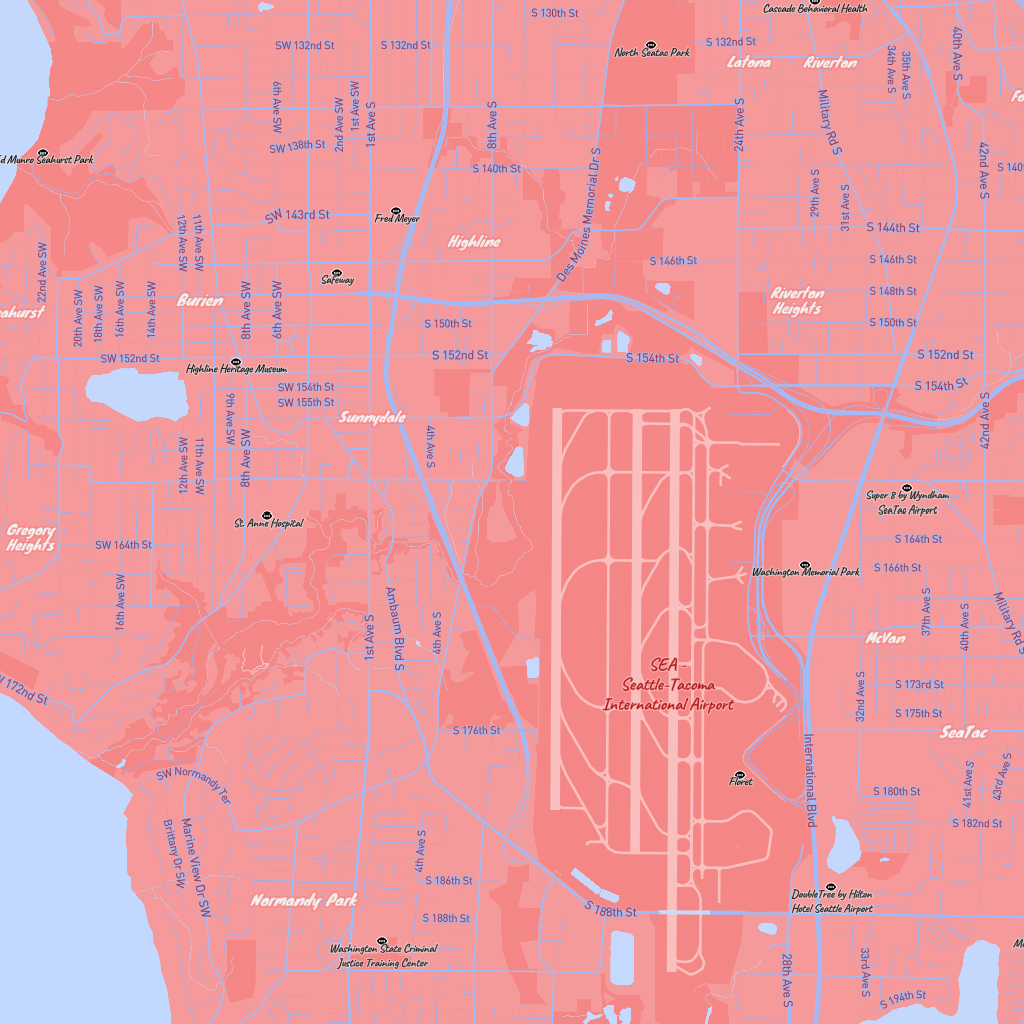 Cascade Behavioral Health
S 130th St
SW 132nd St
S 132nd St
S 132nd St
North Seatac Park
Latona
Riverton
34th Ave S
35th Ave S
40th Ave S
6th Ave SW
2nd Ave SW
1st Ave SW
1st Ave S
8th Ave S
24th Ave S
Military Rd S
SW 138th St
S 140th St
Ed Munro Seahurst Park
42nd Ave S
29th Ave S
31st Ave S
Des Moines Memorial Dr S
SW 143rd St
Fred Meyer
S 144th St
12th Ave SW
11th Ave SW
22nd Ave SW
Highline
S 146th St
S 146th St
Safeway
Burien
20th Ave SW
18th Ave SW
16th Ave SW
14th Ave SW
8th Ave SW
6th Ave SW
Riverton
Heights
S 148th St
S 150th St
S 150th St
SW 152nd St
S 152nd St
S 154th St
S 152nd St
Highline Heritage Museum
SW 154th St
SW 155th St
S 154th St
9th Ave SW
Sunnydale
4th Ave S
42nd Ave S
12th Ave SW
11th Ave SW
8th Ave SW
Super 8 by Wyndham
SeaTac Airport
St. Anne Hospital
Gregory
Heights
SW 164th St
S 164th St
S 166th St
Washington Memorial Park
16th Ave SW
Ambaum Blvd S
1st Ave S
4th Ave S
37th Ave S
40th Ave S
Military Rd S
McVan
SEA -
Seattle-Tacoma
International Airport
SW 172nd St
S 173rd St
32nd Ave S
S 175th St
S 176th St
SeaTac
International Blvd
SW Normandy Ter
Floret
41st Ave S
43rd Ave S
S 180th St
S 182nd St
Brittany Dr SW
Marine View Dr SW
4th Ave S
S 186th St
S 188th St
S 188th St
DoubleTree by Hilton
Hotel Seattle Airport
Normandy Park
Washington State Criminal
Justice Training Center
28th Ave S
33rd Ave S
S 194th St